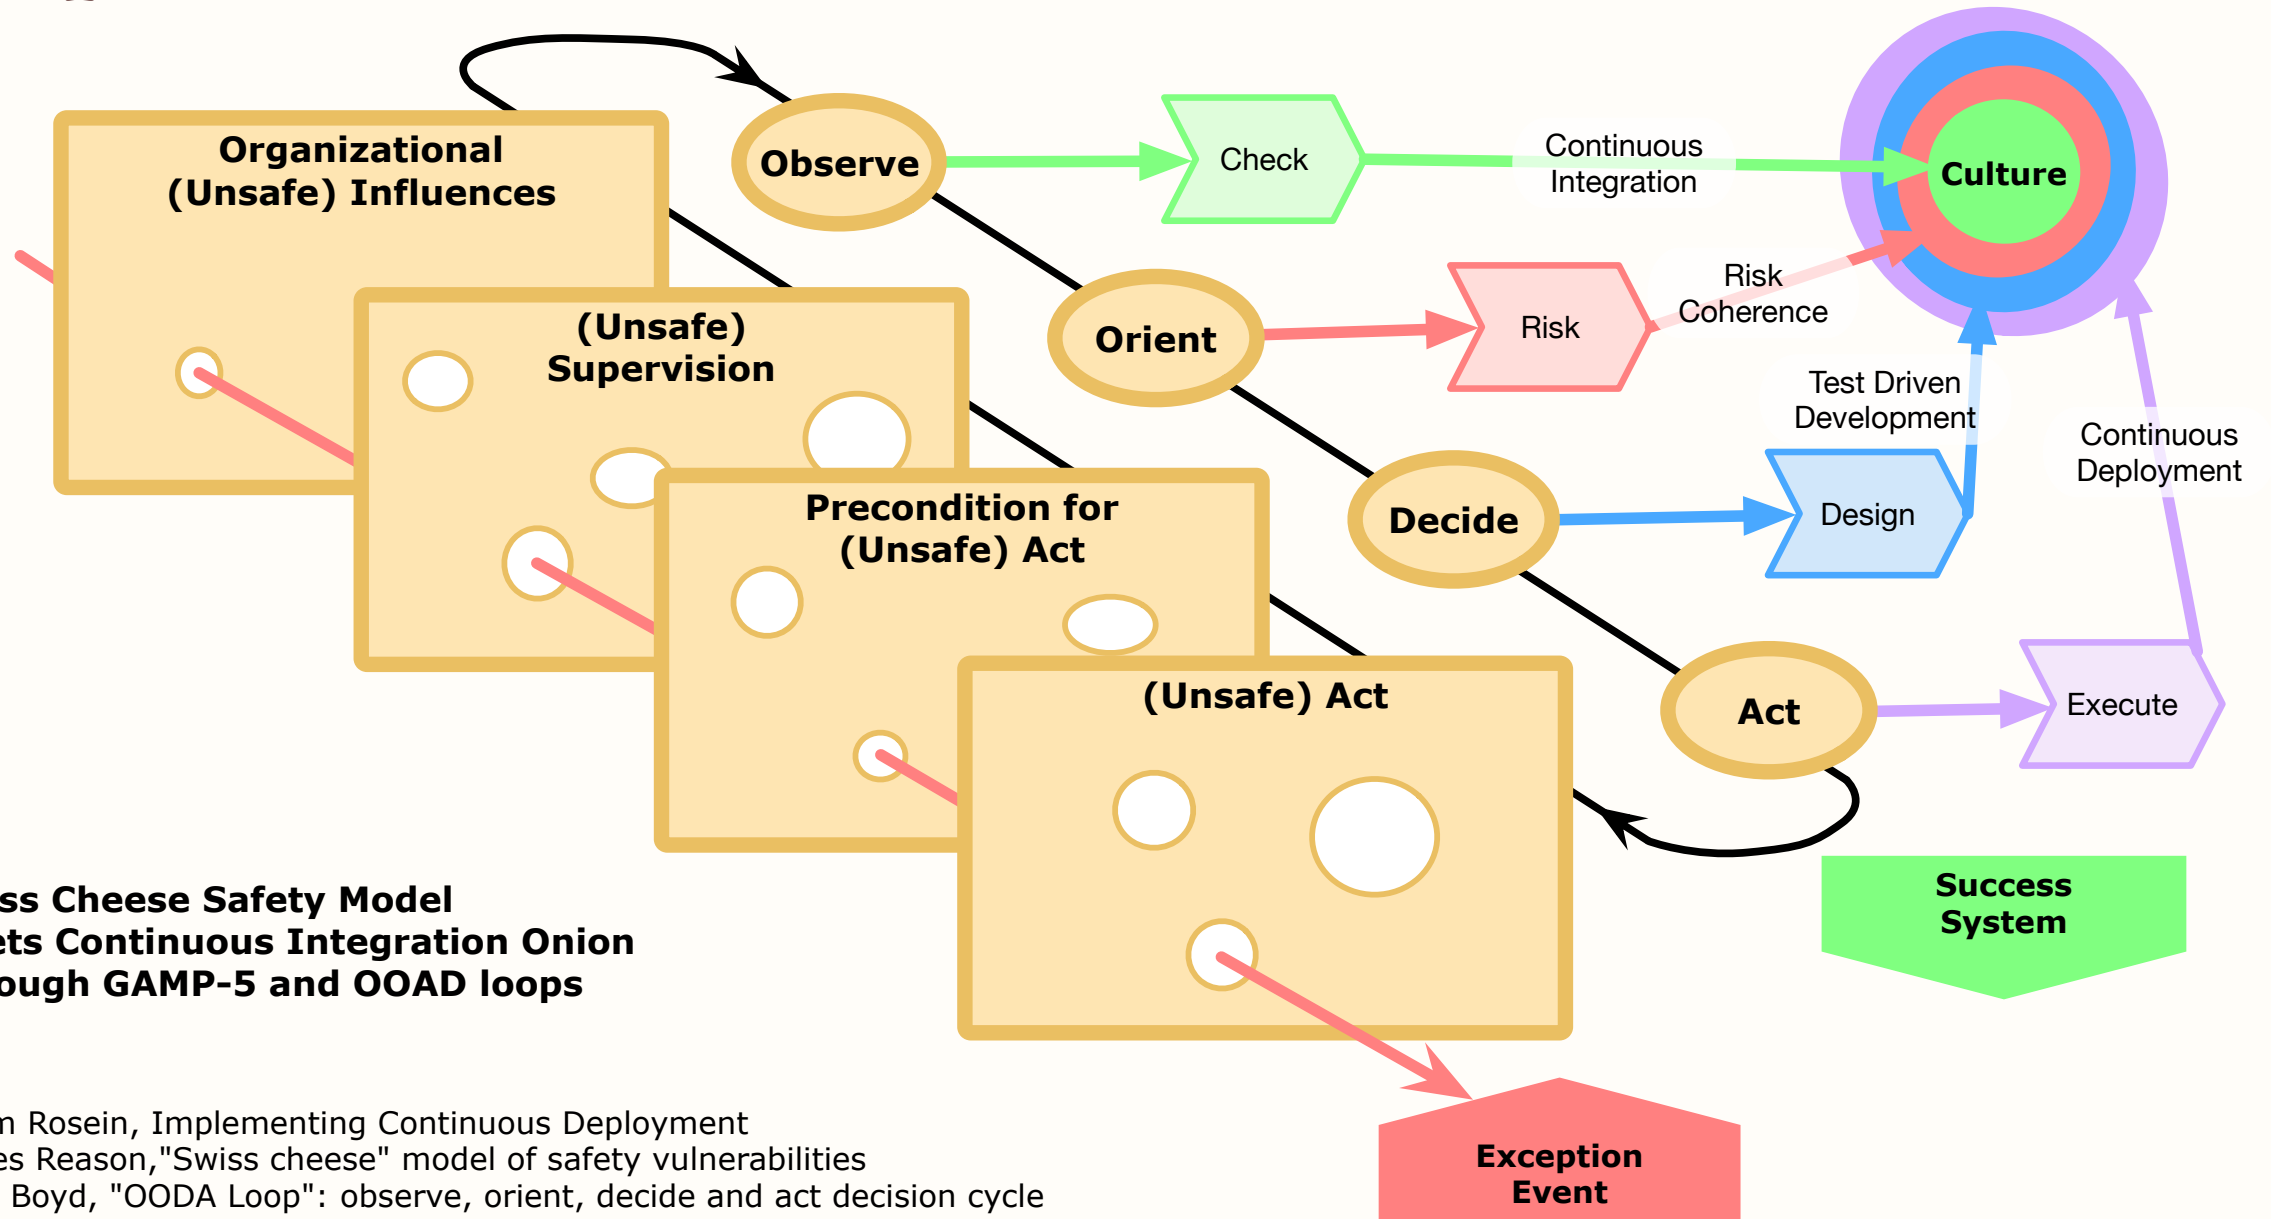 Organizational
(Unsafe) Influences
Observe
Check
Continuous
Integration
Culture
(Unsafe)
Supervision
Orient
Risk
Risk
Coherence
Precondition for
(Unsafe) Act
Decide
Design
Test Driven
Development
Continuous
Deployment
(Unsafe) Act
Act
Execute
Success
System
ss Cheese Safety Model
ets Continuous Integration Onion
ough GAMP-5 and OOAD loops
m Rosein, Implementing Continuous Deployment
es Reason,"Swiss cheese" model of safety vulnerabilities
Boyd, "OODA Loop": observe, orient, decide and act decision cycle
Exception
Event